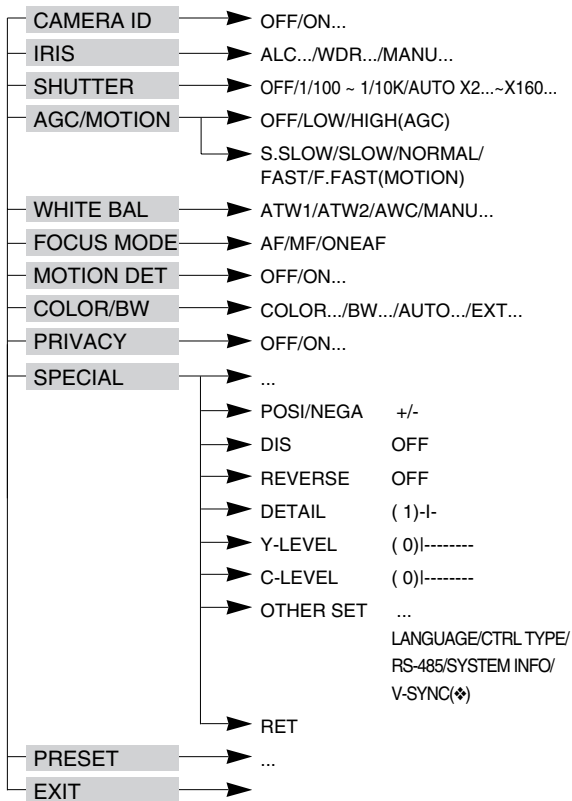 CAMERA ID OFF/ON...
IRIS ALC.../WDR.../MANU...
SHUTTER OFF/1/100 ~ 1/10K/AUTO X2...~X160...
AGC/MOTION OFF/LOW/HIGH(AGC)
S.SLOW/SLOW/NORMAL/
FAST/F.FAST(MOTION)
WHITE BAL ATW1/ATW2/AWC/MANU...
FOCUS MODE AF/MF/ONEAF
MOTION DET OFF/ON...
COLOR/BW COLOR.../BW.../AUTO.../EXT...
PRIVACY OFF/ON...
SPECIAL ...
POSI/NEGA +/-
DIS OFF
REVERSE OFF
DETAIL ( 1)-I-
Y-LEVEL ( 0)I--------
C-LEVEL ( 0)I--------
OTHER SET ...
LANGUAGE/CTRL TYPE/
RS-485/SYSTEM INFO/
V-SYNC(❖)
RET
PRESET ...
EXIT